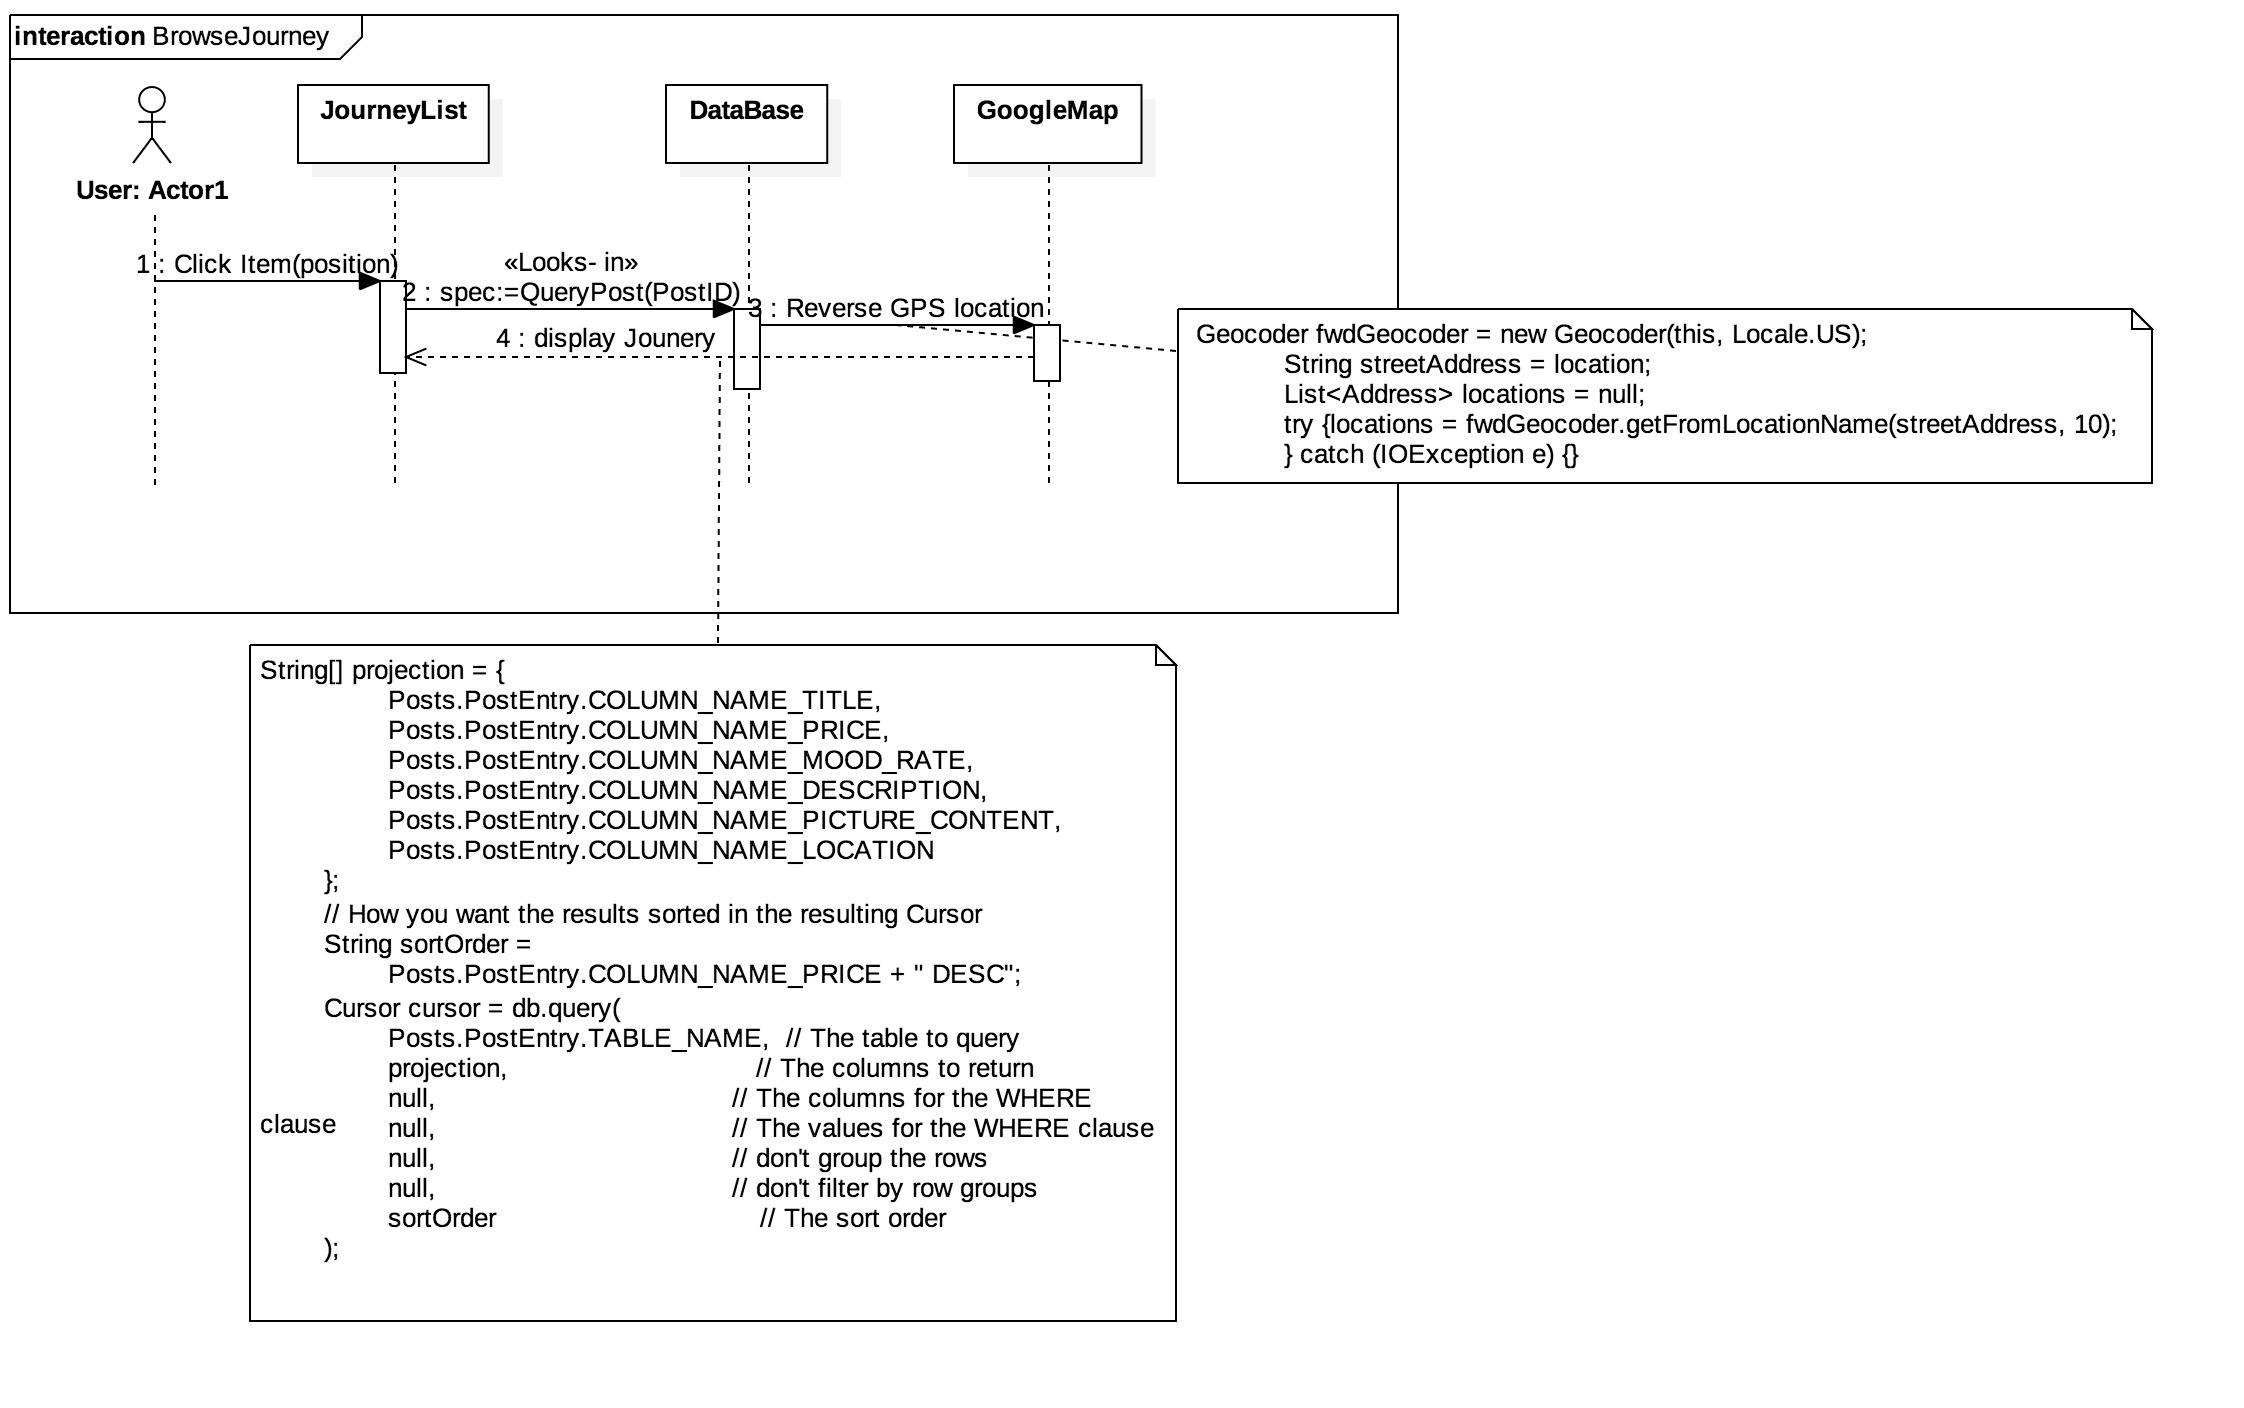 interaction BrowseJourney
JourneyList
DataBase
GoogleMap
User: Actor1
1 : Click Item(position)
«Looks- in»
2 : spec:=QueryPost(PostID)
3 : Reverse GPS location
4 : display Jounery
Geocoder fwdGeocoder = new Geocoder(this, Locale.US);
String streetAddress = location;
List<Address> locations = null;
try {locations = fwdGeocoder.getFromLocationName(streetAddress, 10);
} catch (IOException e) {}
String[] projection = {
Posts.PostEntry.COLUMN_NAME_TITLE,
Posts.PostEntry.COLUMN_NAME_PRICE,
Posts.PostEntry.COLUMN_NAME_MOOD_RATE,
Posts.PostEntry.COLUMN_NAME_DESCRIPTION,
Posts.PostEntry.COLUMN_NAME_PICTURE_CONTENT,
Posts.PostEntry.COLUMN_NAME_LOCATION
};
// How you want the results sorted in the resulting Cursor
String sortOrder =
Posts.PostEntry.COLUMN_NAME_PRICE + " DESC";
Cursor cursor = db.query(
Posts.PostEntry.TABLE_NAME, // The table to query
projection, // The columns to return
null, // The columns for the WHERE
clause null, // The values for the WHERE clause
null, // don't group the rows
null, // don't filter by row groups
sortOrder // The sort order
);